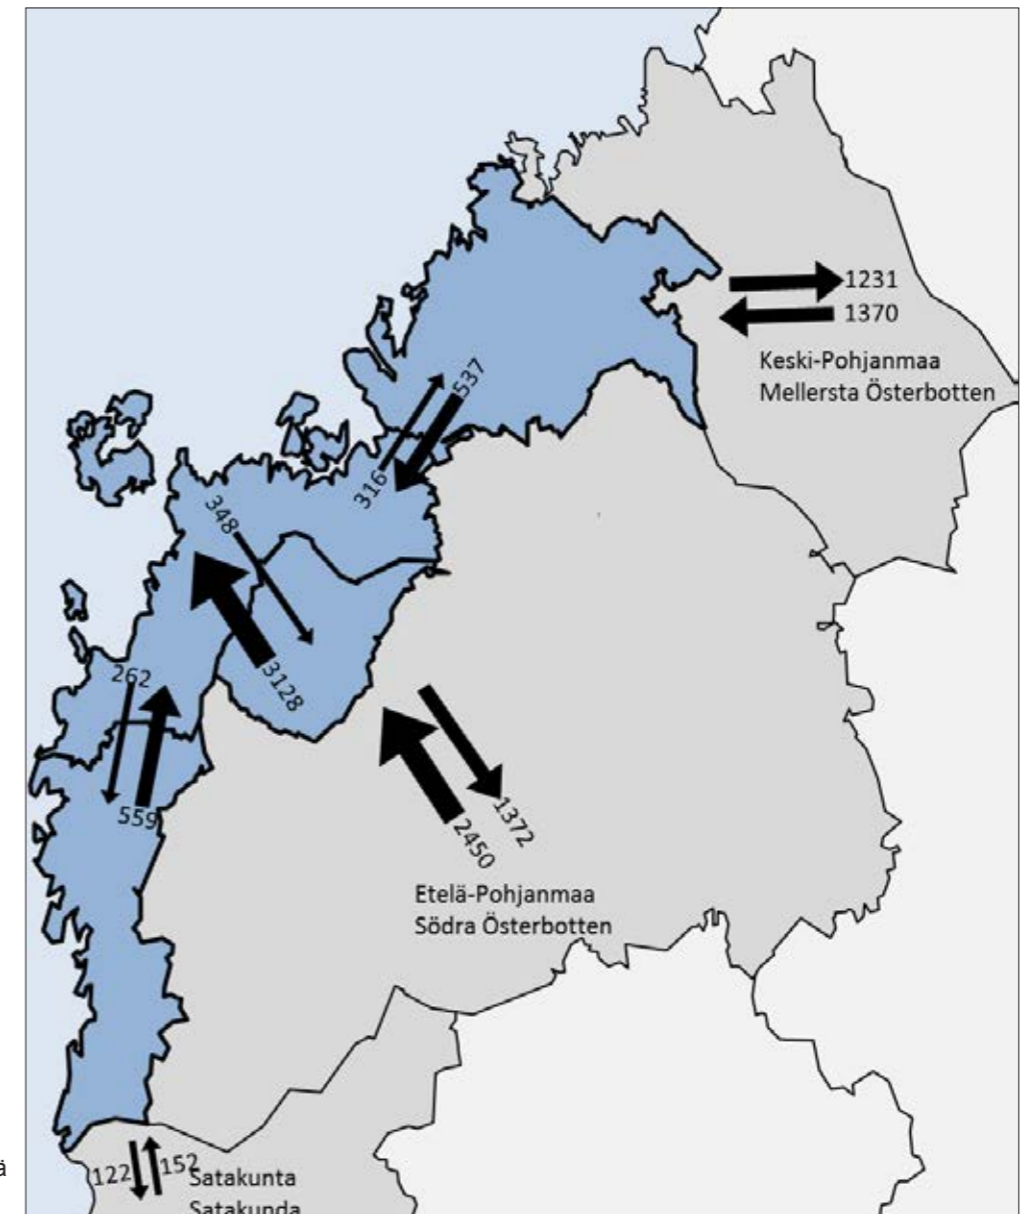 1231
1370
Keski-Pohjanmaa
Mellersta Österbotten
537
316
348
3128
262
559
1372
2450
Etelä-Pohjanmaa
Södra Österbotten
ä
122
152
Satakunta
Satakunda